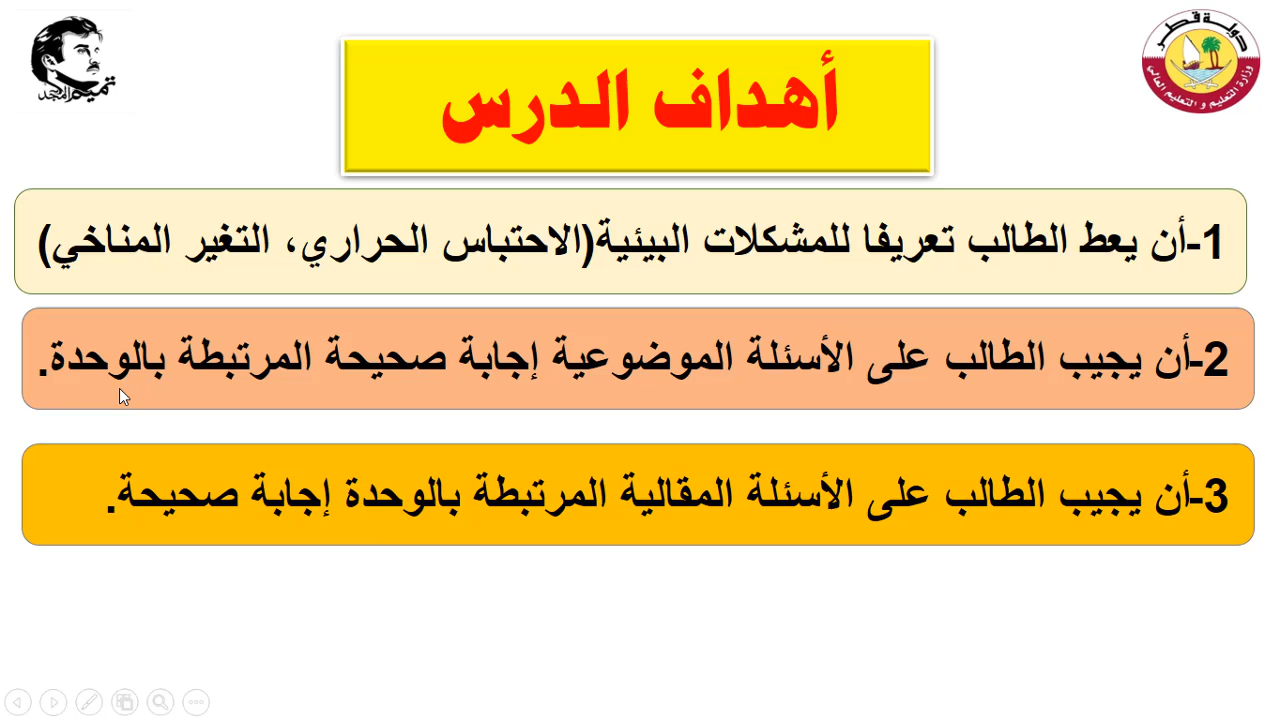 تميم المجد
دولة قطر
وزارة التعليم و التعليم العالي
أهداف الدرس
1-أن يعط الطالب تعريفا للمشكلات البيئية(الاحتباس الحراري، التغير المناخي)
2-أن يجيب الطالب على الأسئلة الموضوعية إجابة صحيحة المرتبطة بالوحدة.
3-أن يجيب الطالب على الأسئلة المقالية المرتبطة بالوحدة إجابة صحيحة.